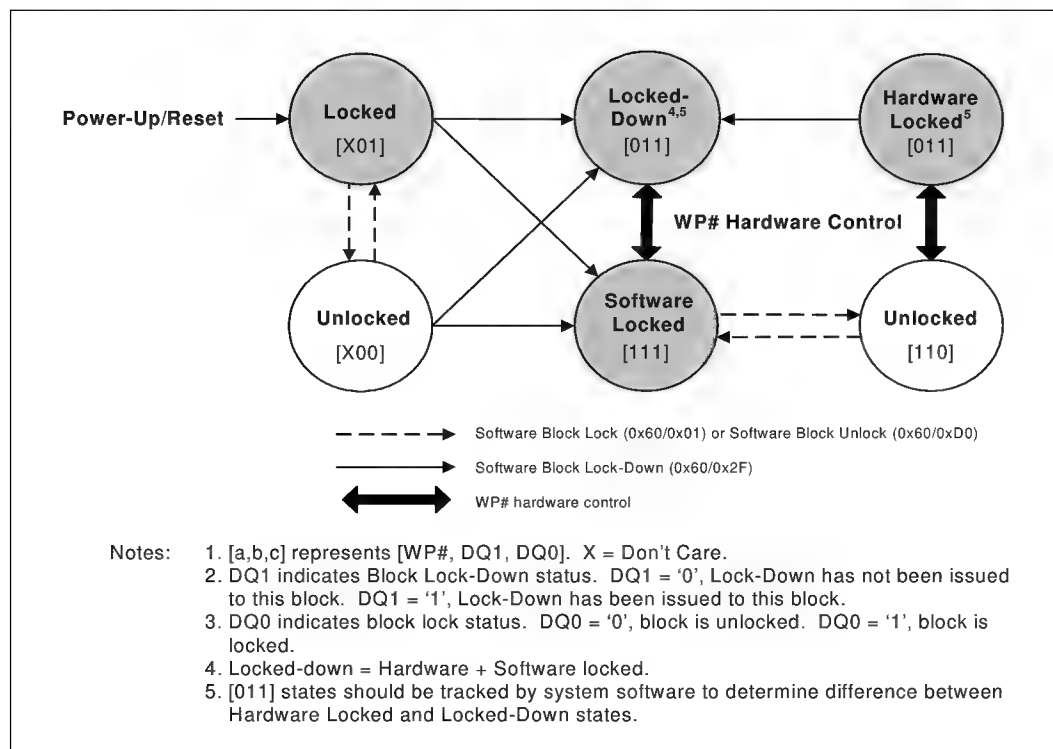 Power-Up/Reset
Locked
[X01]
Locked-
Down4,5
[011]
Hardware
Locked5
[011]
WP# Hardware Control
Unlocked
[X00]
Software
Locked
[111]
Unlocked
[110]
Software Block Lock (0x60/0x01) or Software Block Unlock (0x60/0xD0)
Software Block Lock-Down (0x60/0x2F)
WP# hardware control
Notes: 1. [a,b,c] represents [WP#, DQ1, DQ0]. X = Don't Care.
2. DQ1 indicates Block Lock-Down status. DQ1 = '0', Lock-Down has not been issued
to this block. DQ1 = '1', Lock-Down has been issued to this block.
3. DQ0 indicates block lock status. DQ0 = '0', block is unlocked. DQ0 = '1', block is
locked.
4. Locked-down = Hardware + Software locked.
5. [011] states should be tracked by system software to determine difference between
Hardware Locked and Locked-Down states.